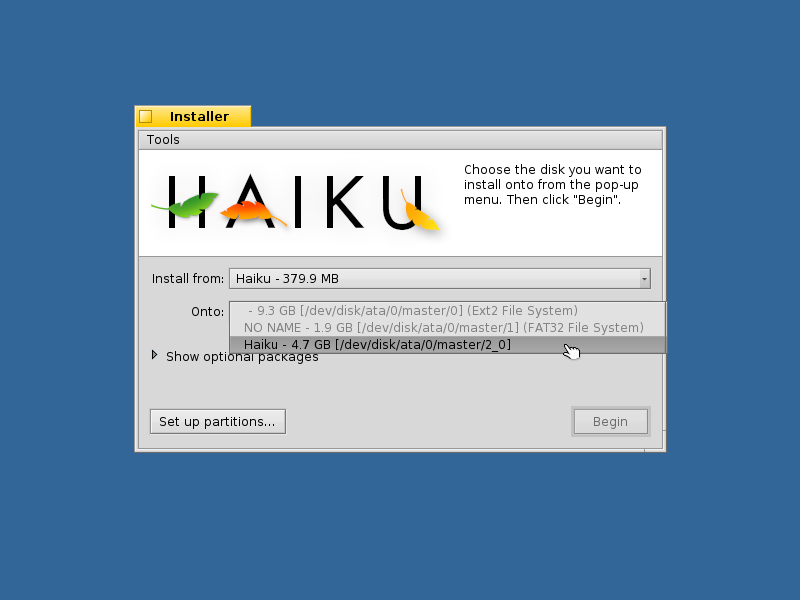 Installer
Tools
HAIKU
Choose the disk you want to
install onto from the pop-up
menu. Then click "Begin".
Install from: Haiku - 379.9 MB
Onto:
- 9.3 GB [/dev/disk/ata/0/master/0] (Ext2 File System)
NO NAME - 1.9 GB [/dev/disk/ata/0/master/1] (FAT32 File System)
Haiku - 4.7 GB [/dev/disk/ata/0/master/2_0]
Show optional packages
Set up partitions...
Begin